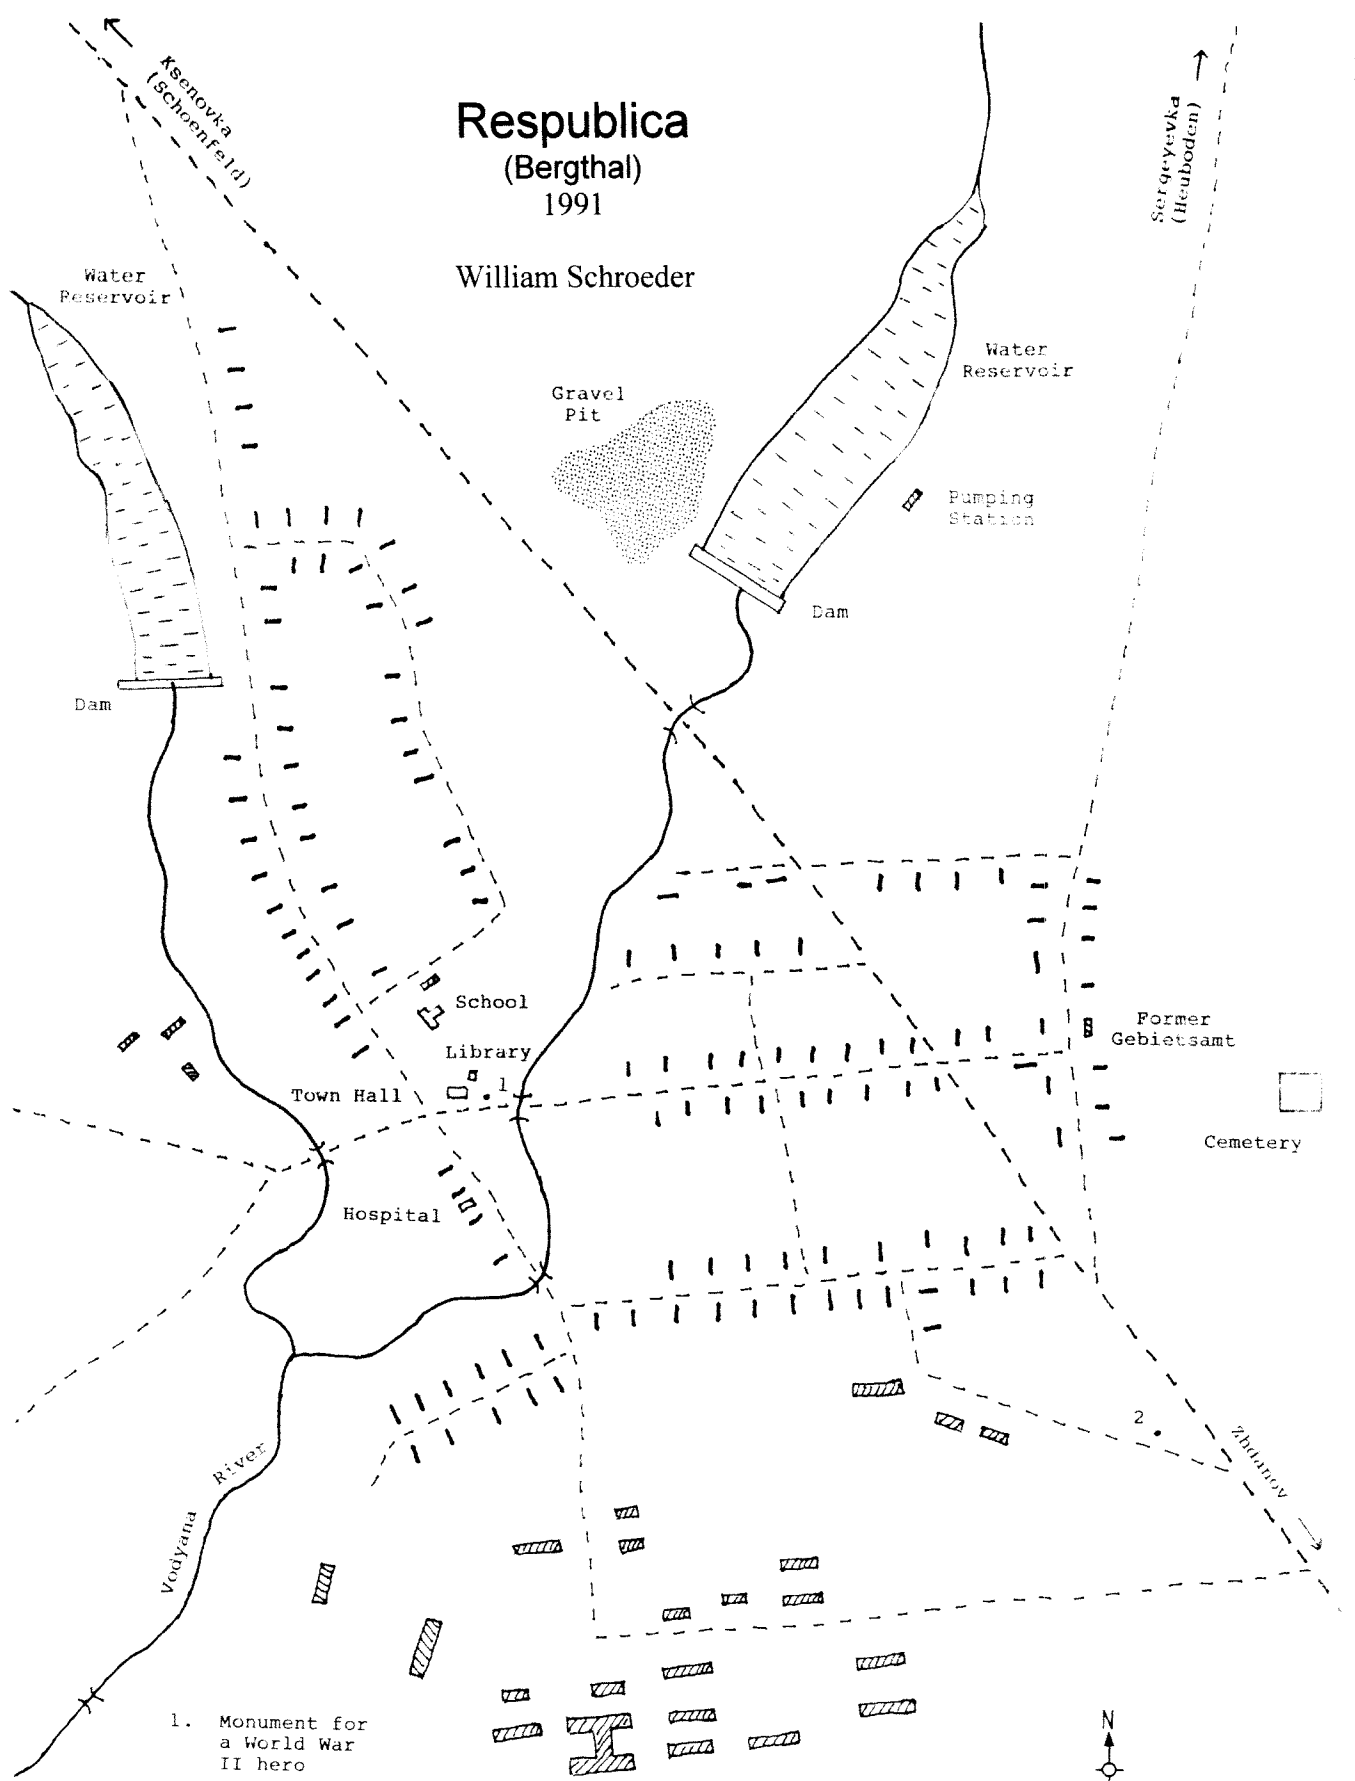 Ksenovka
(Schoenfeld)
Respublica
(Bergthal)
1991
William Schroeder
Sergeyevka
(Heuboden)
Water
Reservoir
Water
Reservoir
Gravel
Pit
Pumping
Station
Dam
Dam
School
Former
Gebietsamt
Library
1
Town Hall
Cemetery
Hospital
2
Zhdanov
River
Vodyana
1. Monument for
a World War
II hero
N